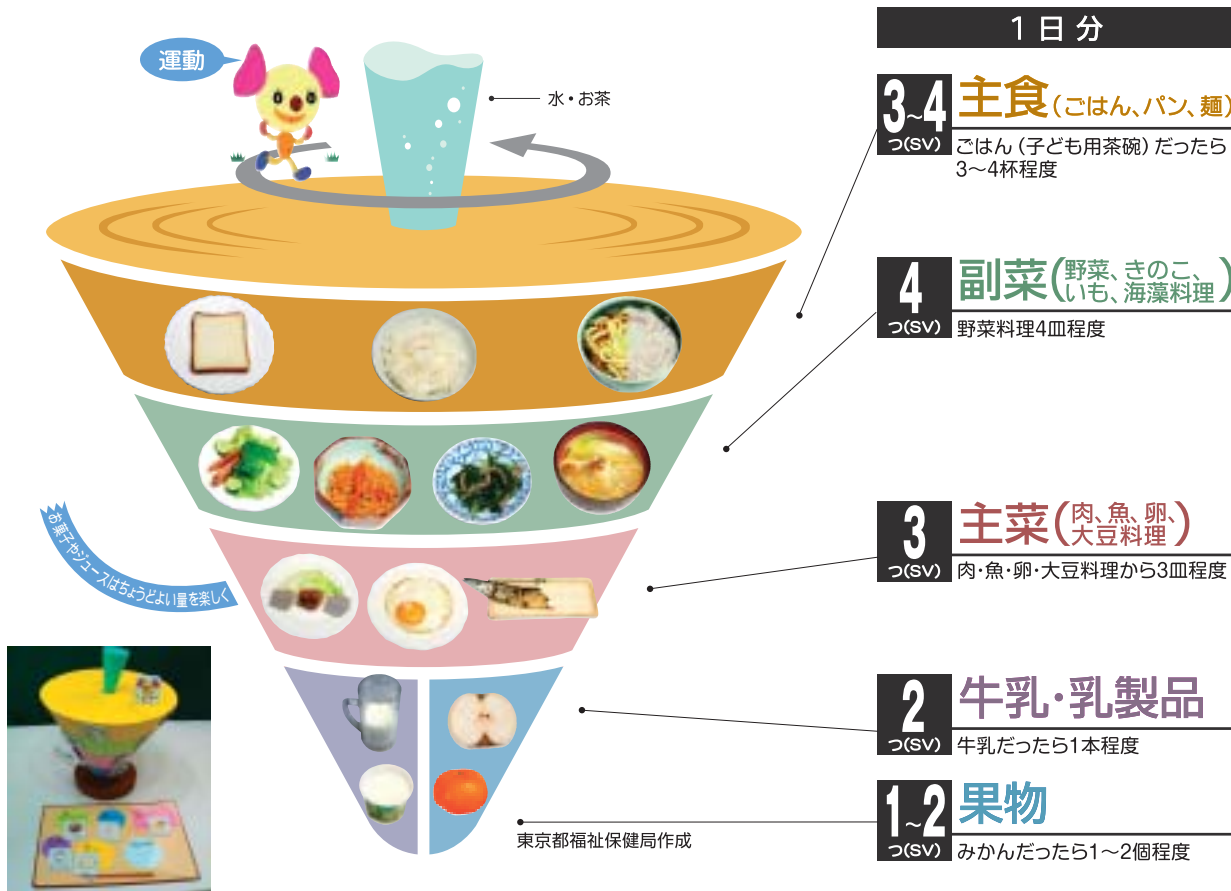 運動
水・お茶
1日分
3~4
つ(SV)
主食(ごはん、パン、麺)
ごはん(子ども用茶碗)だったら
3~4杯程度
4
つ(SV)
副菜(野菜、きのこ、
いも、海藻料理)
野菜料理4皿程度
お菓子やジュースはちょうどよい量を楽しく
3
つ(SV)
主菜(肉、魚、卵、
大豆料理)
肉・魚・卵・大豆料理から3皿程度
2
つ(SV)
牛乳・乳製品
牛乳だったら1本程度
1~2
つ(SV)
果物
みかんだったら1~2個程度
東京都福祉保健局作成